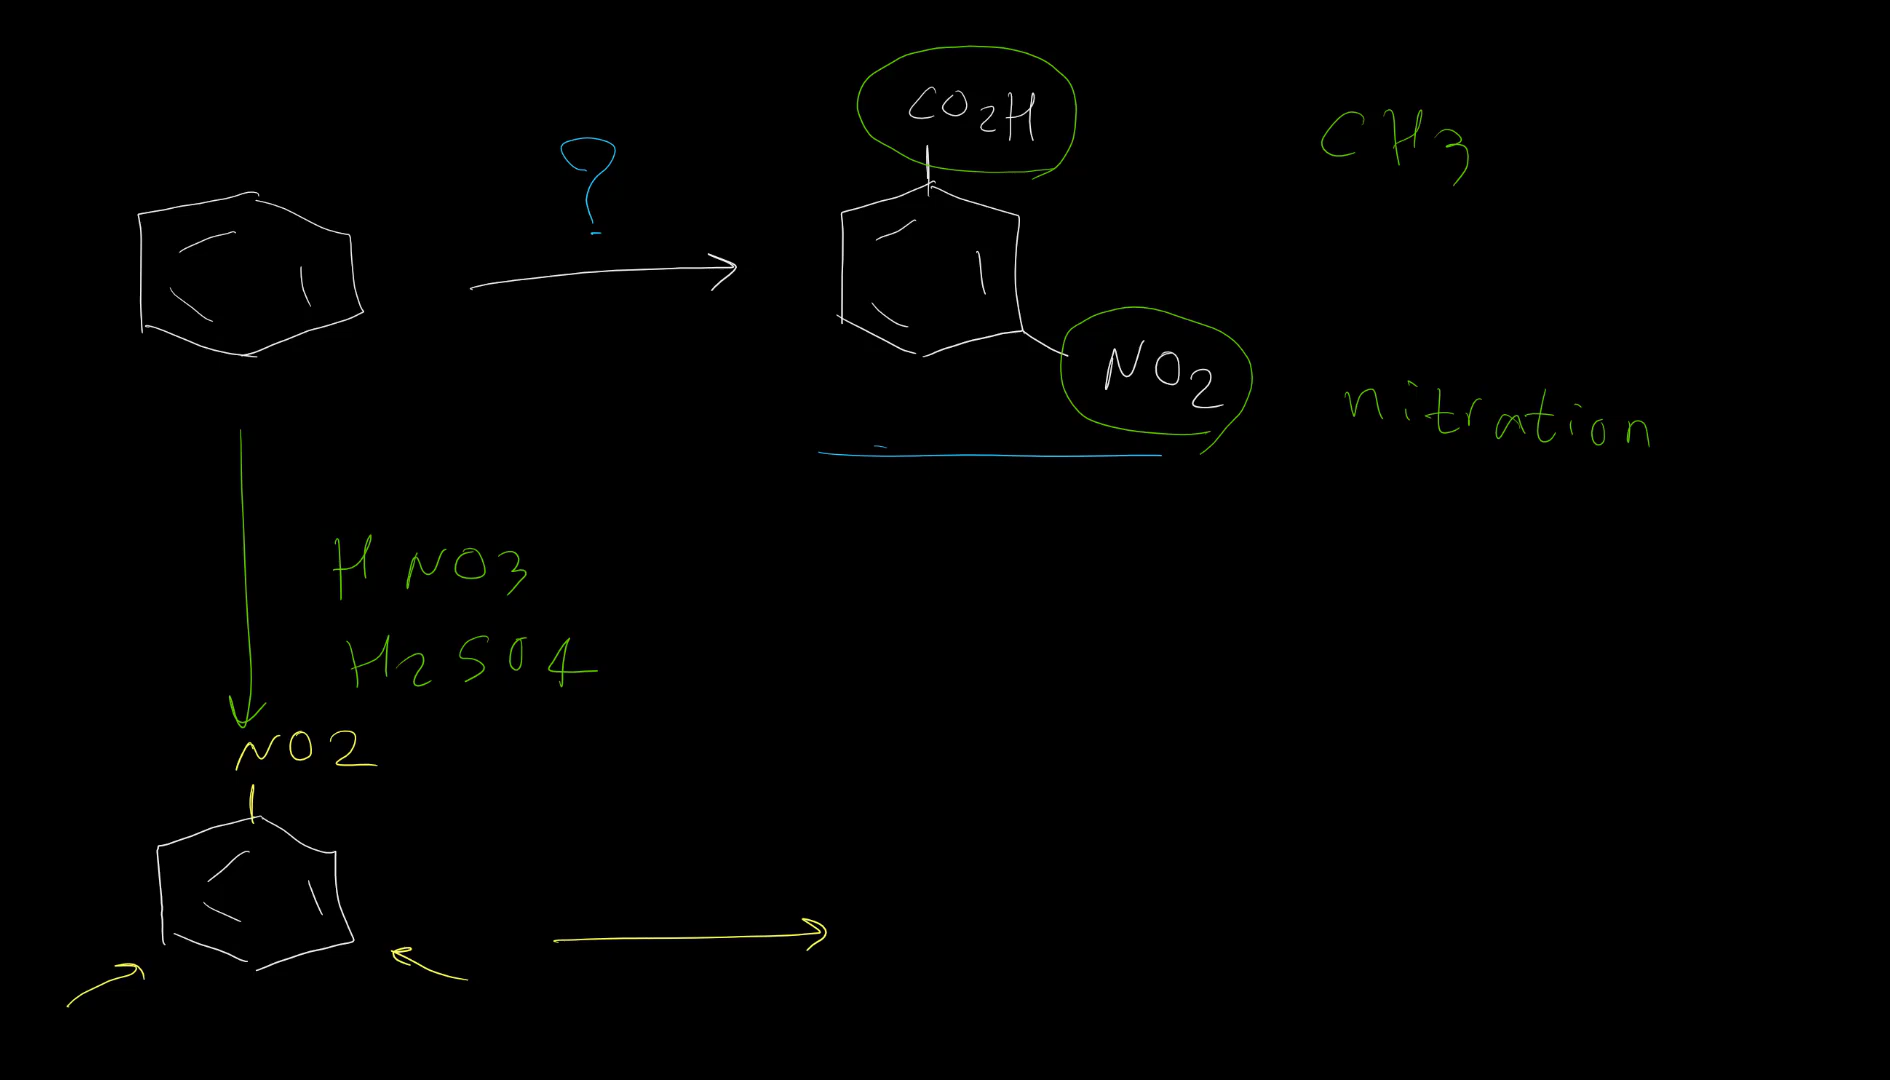 CO2H
CH3
?
NO2
nitration
HNO3
H2SO4
NO2